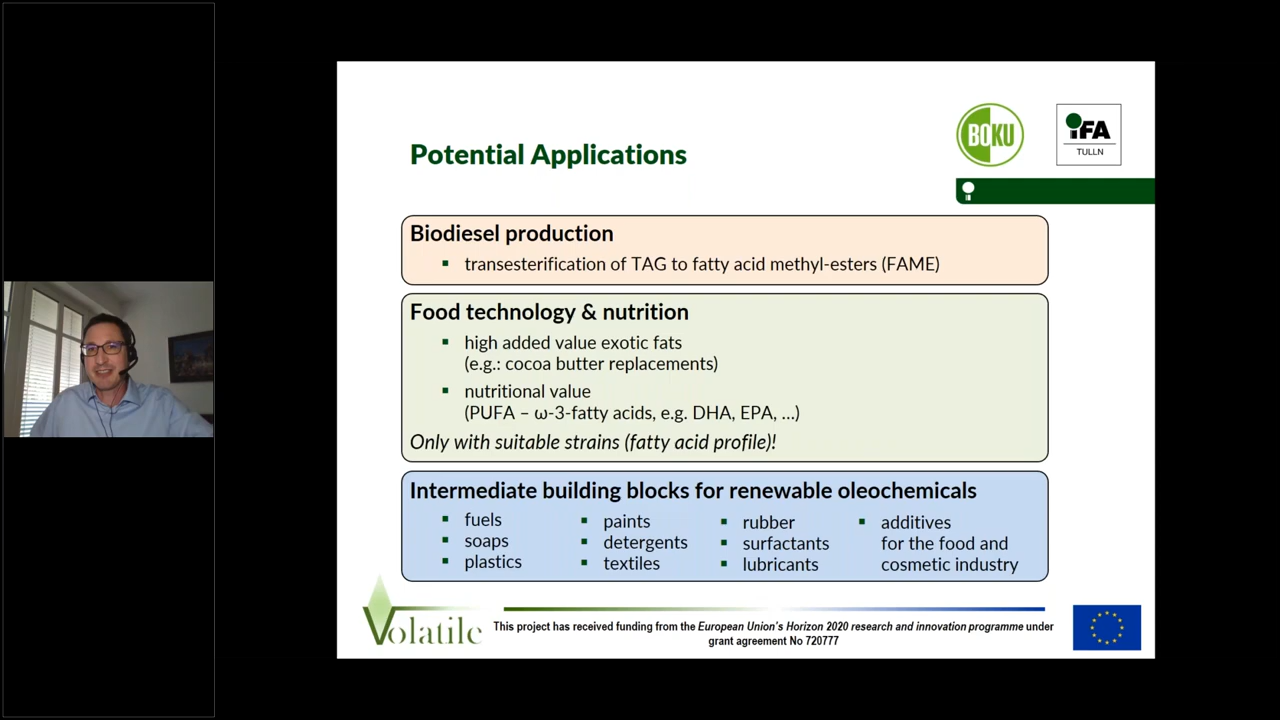 Potential Applications
BOKU
iFA
TULLN
Biodiesel production
▪ transesterification of TAG to fatty acid methyl-esters (FAME)
Food technology & nutrition
▪ high added value exotic fats
(e.g.: cocoa butter replacements)
▪ nutritional value
(PUFA – ω-3-fatty acids, e.g. DHA, EPA, ...)
Only with suitable strains (fatty acid profile)!
Intermediate building blocks for renewable oleochemicals
▪ fuels
▪ soaps
▪ plastics
▪ paints
▪ detergents
▪ textiles
▪ rubber
▪ surfactants
▪ lubricants
▪ additives
for the food and
cosmetic industry
Volatile
This project has received funding from the European Union's Horizon 2020 research and innovation programme under
grant agreement No 720777